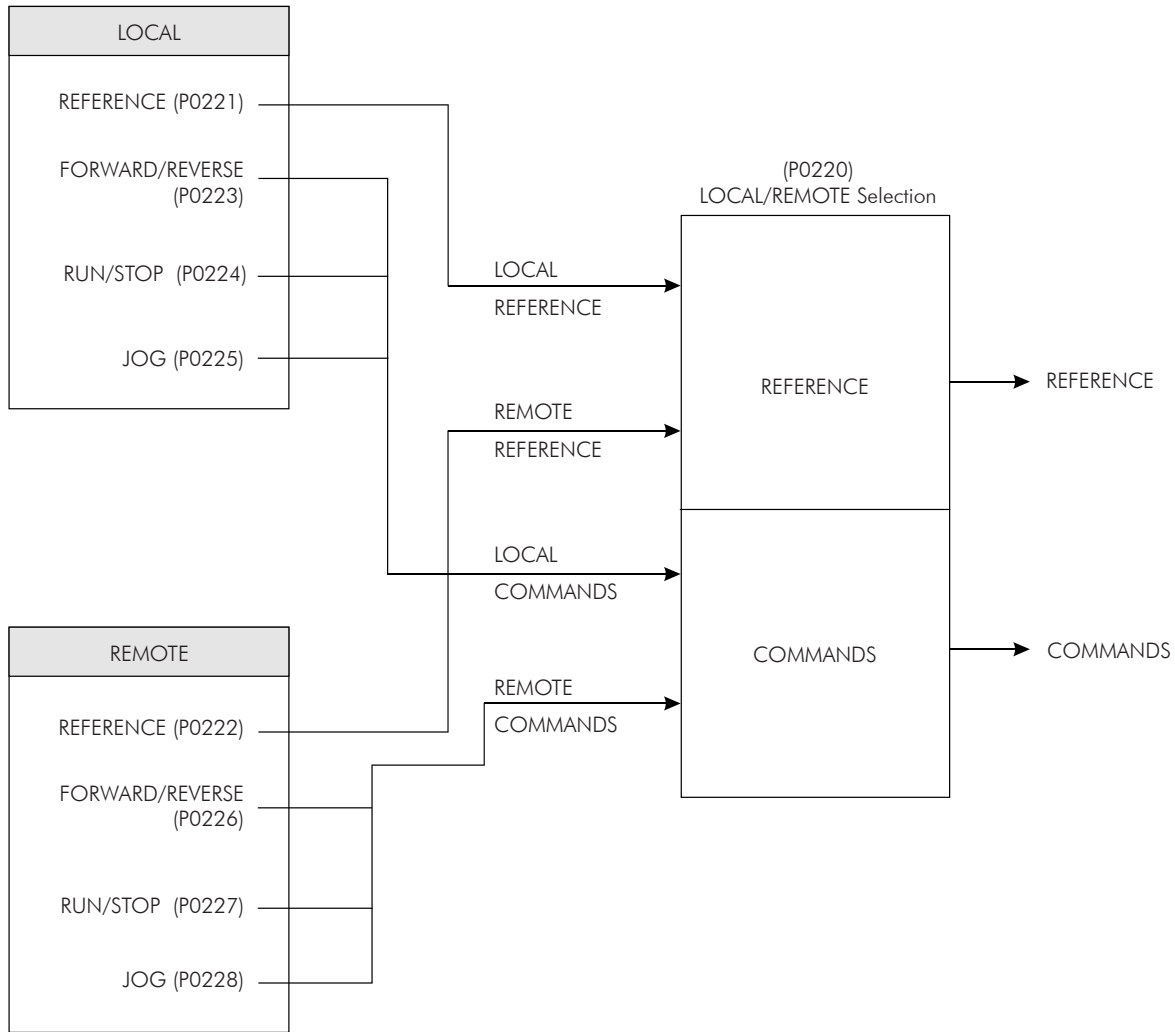 LOCAL
REFERENCE (P0221)
FORWARD/REVERSE
(P0223)
RUN/STOP (P0224)
JOG (P0225)
(P0220)
LOCAL/REMOTE Selection
LOCAL
REFERENCE
REFERENCE
REFERENCE
REMOTE
REFERENCE
LOCAL
COMMANDS
COMMANDS
COMMANDS
REMOTE
COMMANDS
REMOTE
REFERENCE (P0222)
FORWARD/REVERSE
(P0226)
RUN/STOP (P0227)
JOG (P0228)